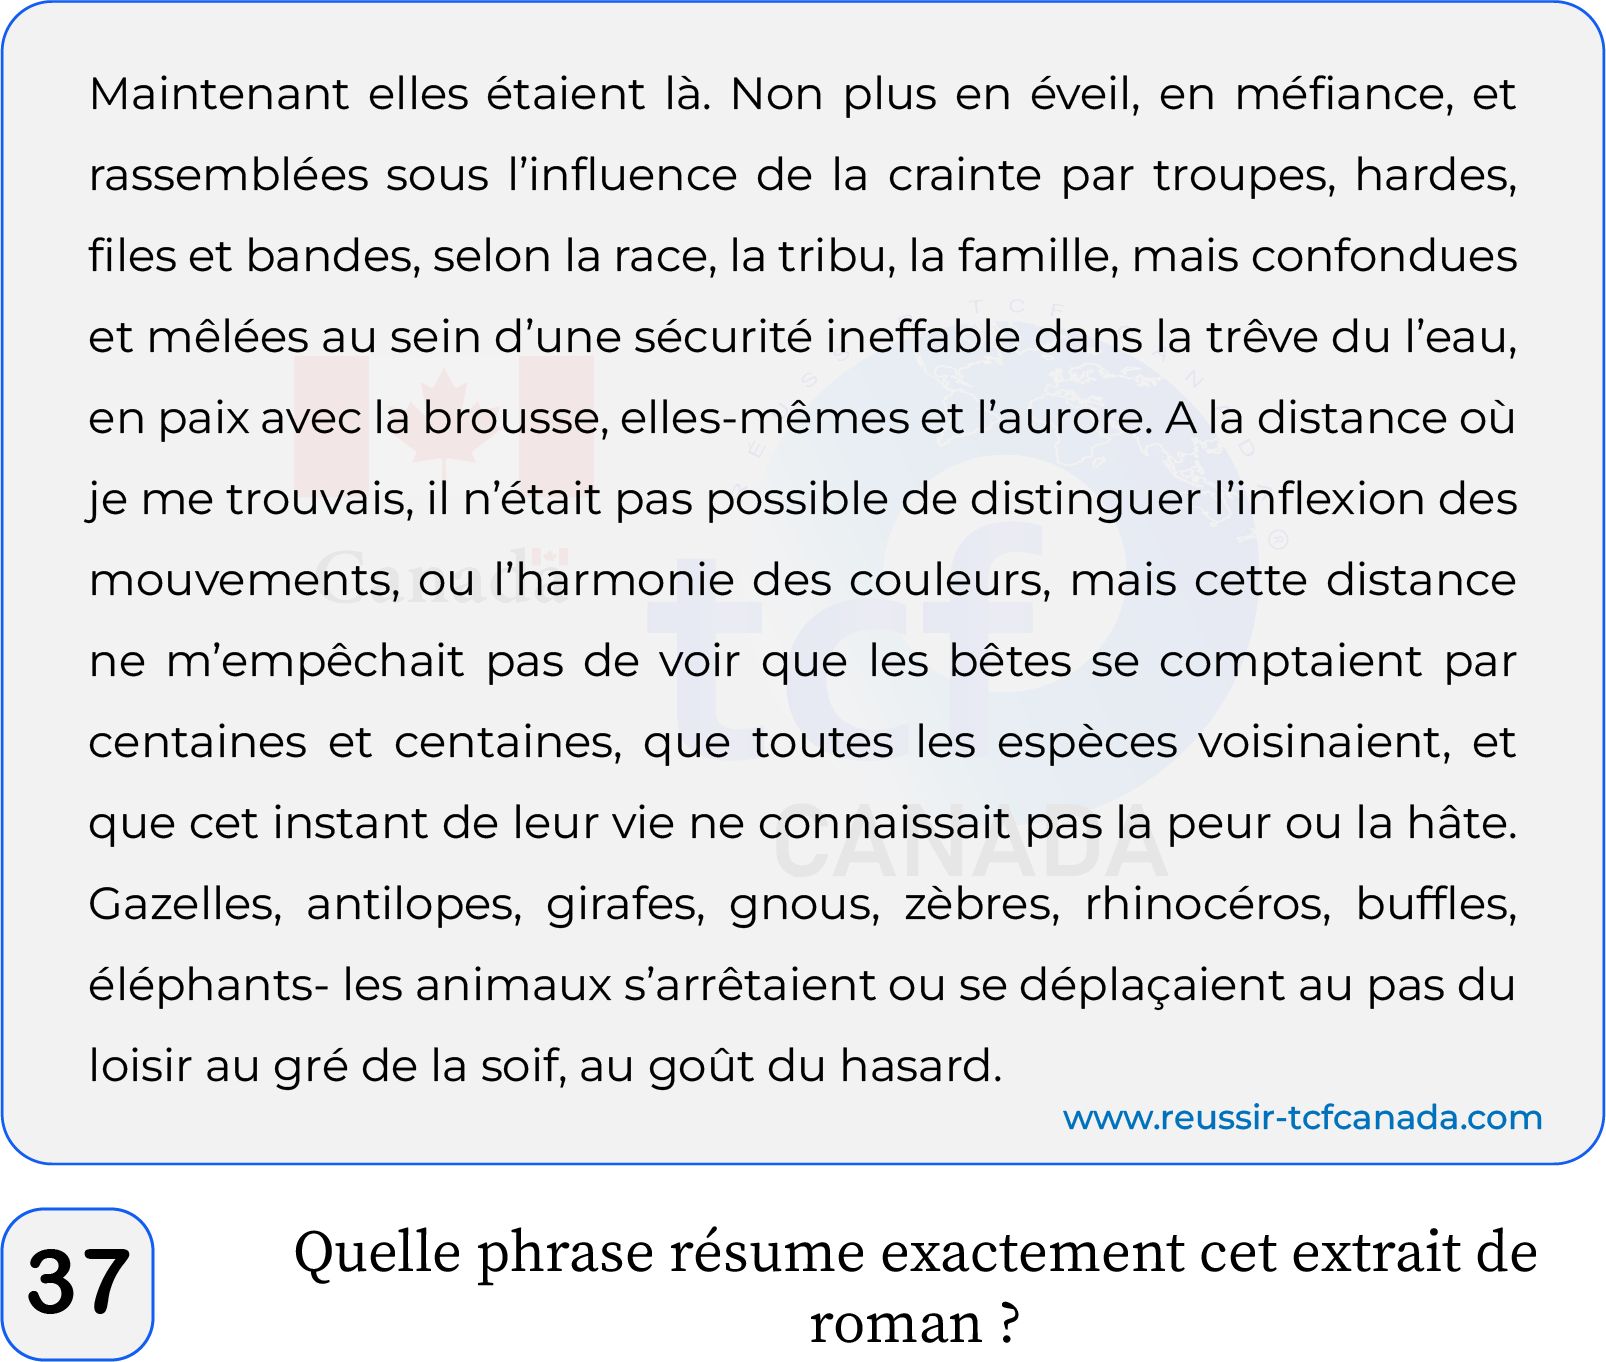 Maintenant elles étaient là. Non plus en éveil, en méfiance, et
rassemblées sous l’influence de la crainte par troupes, hardes,
files et bandes, selon la race, la tribu, la famille, mais confondues
et mêlées au sein d’une sécurité ineffable dans la trêve du l’eau,
en paix avec la brousse, elles-mêmes et l’aurore. A la distance où
je me trouvais, il n’était pas possible de distinguer l’inflexion des
mouvements, ou l’harmonie des couleurs, mais cette distance
ne m’empêchait pas de voir que les bêtes se comptaient par
centaines et centaines, que toutes les espèces voisinaient, et
que cet instant de leur vie ne connaissait pas la peur ou la hâte.
Gazelles, antilopes, girafes, gnous, zèbres, rhinocéros, buffles,
éléphants- les animaux s’arrêtaient ou se déplaçaient au pas du
loisir au gré de la soif, au goût du hasard.
www.reussir-tcfcanada.com
Canada
tcf
CANADA
37
Quelle phrase résume exactement cet extrait de
roman ?